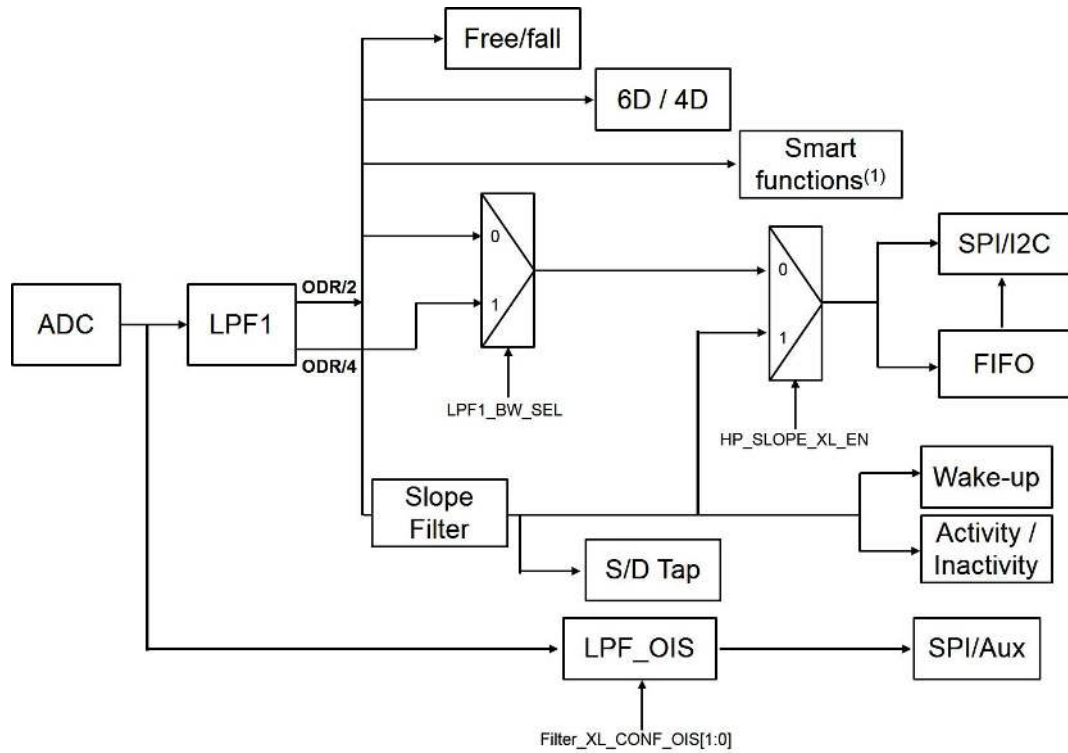 Free/fall
6D / 4D
Smart
functions(1)
0
SPI/I2C
0
ODR/2
1
ADC
LPF1
1
FIFO
ODR/4
LPF1_BW_SEL
HP_SLOPE_XL_EN
Wake-up
Slope
Filter
Activity /
Inactivity
S/D Tap
LPF_OIS
SPI/Aux
Filter_XL_CONF_OIS[1:0]